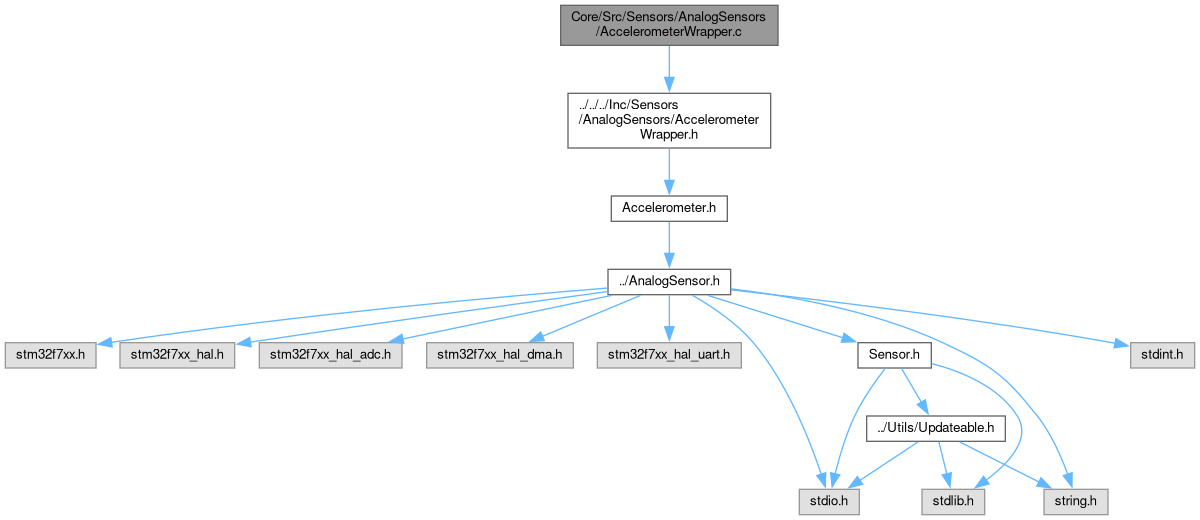 Core/Src/Sensors/AnalogSensors
/AccelerometerWrapper.c
../../../Inc/Sensors
/AnalogSensors/Accelerometer
Wrapper.h
Accelerometer.h
../AnalogSensor.h
stm32f7xx.h
stm32f7xx_hal.h
stm32f7xx_hal_adc.h
stm32f7xx_hal_dma.h
stm32f7xx_hal_uart.h
Sensor.h
stdint.h
../Utils/Updateable.h
stdio.h
stdlib.h
string.h